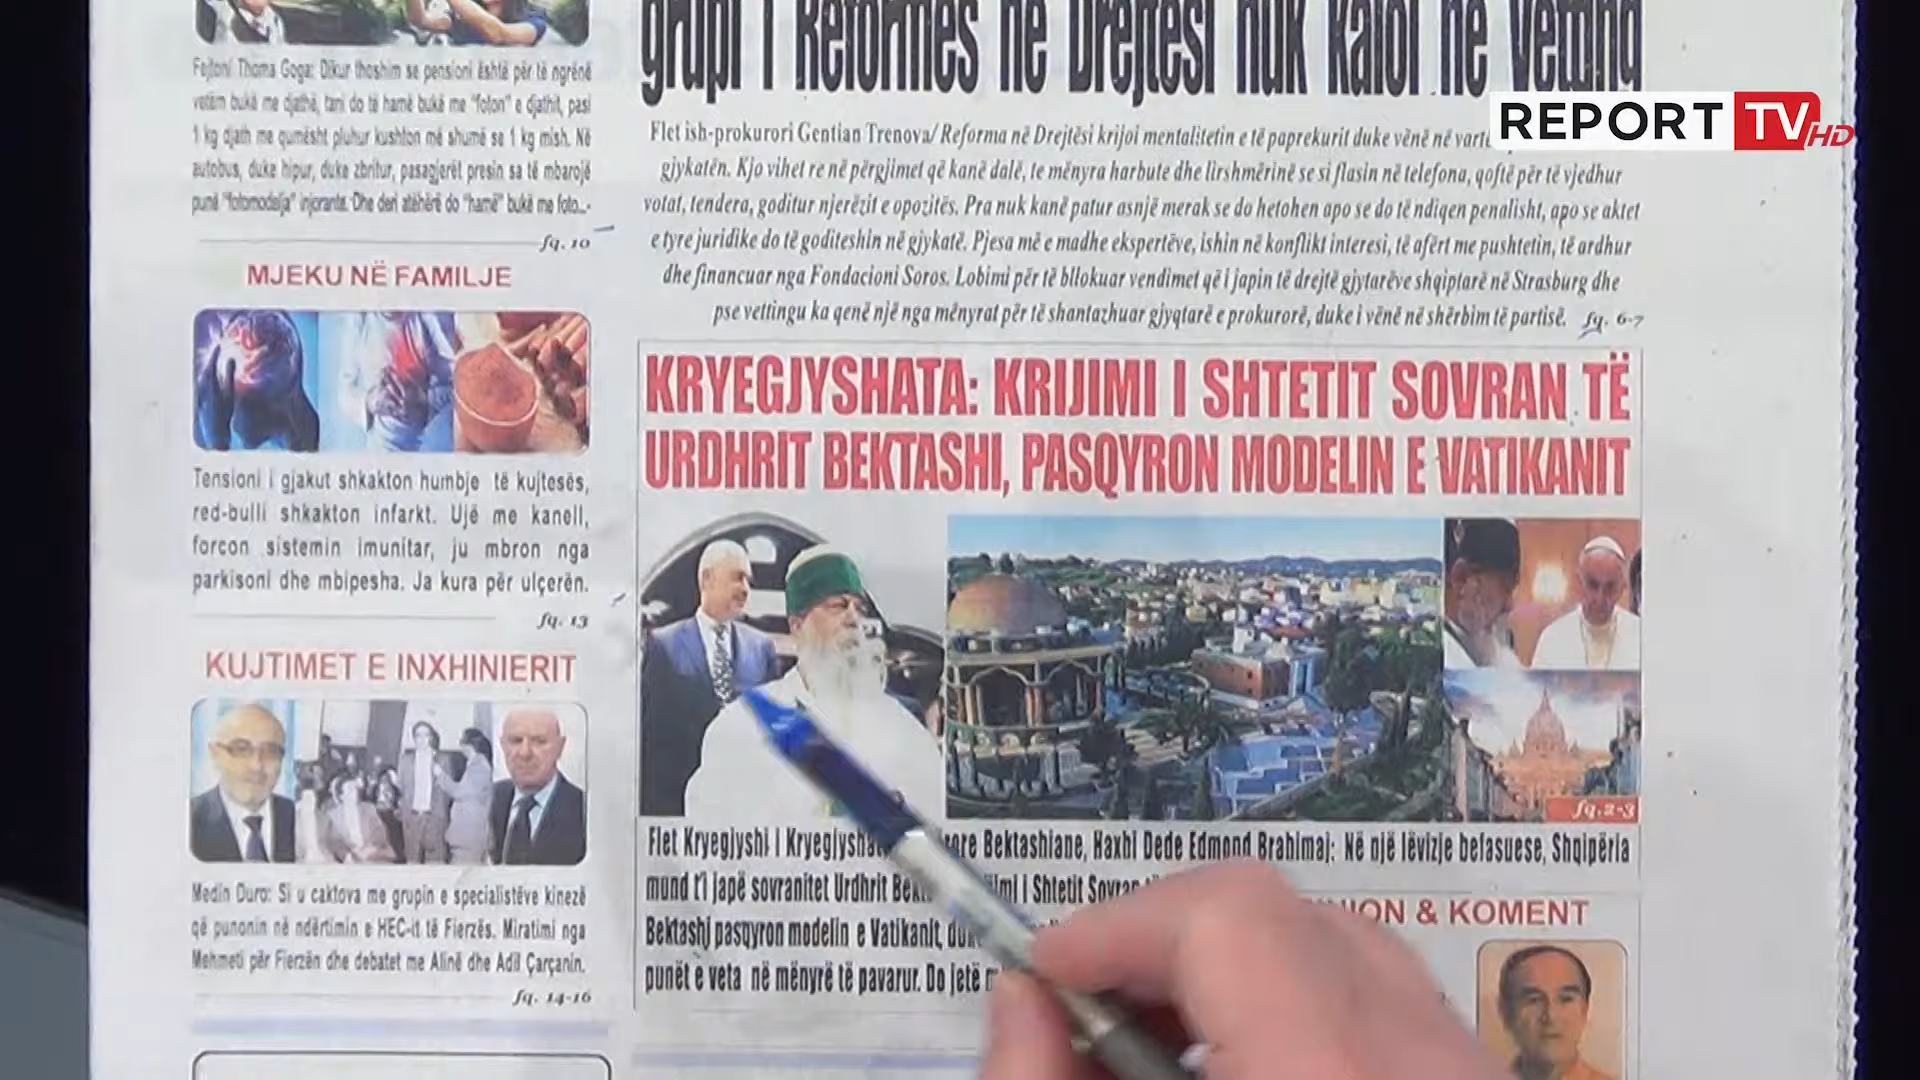 grupi i Reformës në Drejtësi nuk kaloi në Vetting
REPORT TV HD
Fejtoni Thoma Goga: Dikur thoshim se pensioni është për të ngrënë
vetëm bukë me djathë, tani do të hamë bukë me "foton" e djathit, pasi
1 kg djath me qumësht pluhur kushton më shumë se 1 kg mish. Në
autobus, duke hipur, duke zbritur, pasagjerët presin sa të mbarojë
punë "fotomodelja" injorante. Dhe deri atëhërë do "hamë" bukë me foto...-
fq. 10
MJEKU NË FAMILJE
Tensioni i gjakut shkakton humbje të kujtesës,
red-bulli shkakton infarkt. Ujë me kanell,
forcon sistemin imunitar, ju mbron nga
parkisoni dhe mbipesha. Ja kura për ulçerën.
fq. 13
KUJTIMET E INXHINIERIT
Medin Duro: Si u caktova me grupin e specialistëve kinezë
që punonin në ndërtimin e HEC-it të Fierzës. Miratimi nga
Mehmeti për Fierzën dhe debatet me Alinë dhe Adil Çarçanin.
fq. 14-16
Flet ish-prokurori Gentian Trenova/ Reforma në Drejtësi krijoi mentalitetin e të paprekurit duke vënë në vartë
gjykatën. Kjo vihet re në përgjimet që kanë dalë, te mënyra harbute dhe lirshmërinë se si flasin në telefona, qoftë për të vjedhur
votat, tendera, goditur njerëzit e opozitës. Pra nuk kanë patur asnjë merak se do hetohen apo se do të ndiqen penalisht, apo se aktet
e tyre juridike do të goditeshin në gjykatë. Pjesa më e madhe ekspertëve, ishin në konflikt interesi, të afërt me pushtetin, të ardhur
dhe financuar nga Fondacioni Soros. Lobimi për të bllokuar vendimet që i japin të drejtë gjytarëve shqiptarë në Strasburg dhe
pse vettingu ka qenë një nga mënyrat për të shantazhuar gjyqtarë e prokurorë, duke i vënë në shërbim të partisë. fq. 6-7
KRYEGJYSHATA: KRIJIMI I SHTETIT SOVRAN TË
URDHRIT BEKTASHI, PASQYRON MODELIN E VATIKANIT
fq.2-3
Flet Kryegjyshi i Kryegjysha Bektashiane, Haxhi Dede Edmond Brahimaj: Në një lëvizje befasuese, Shqipëria
mund t'i japë sovranitet Urdhrit i Shtetit Sovran
Bektashj pasqyron modelin e Vatikanit,
punët e veta në mënyrë të pavarur. Do jetë
& KOMENT